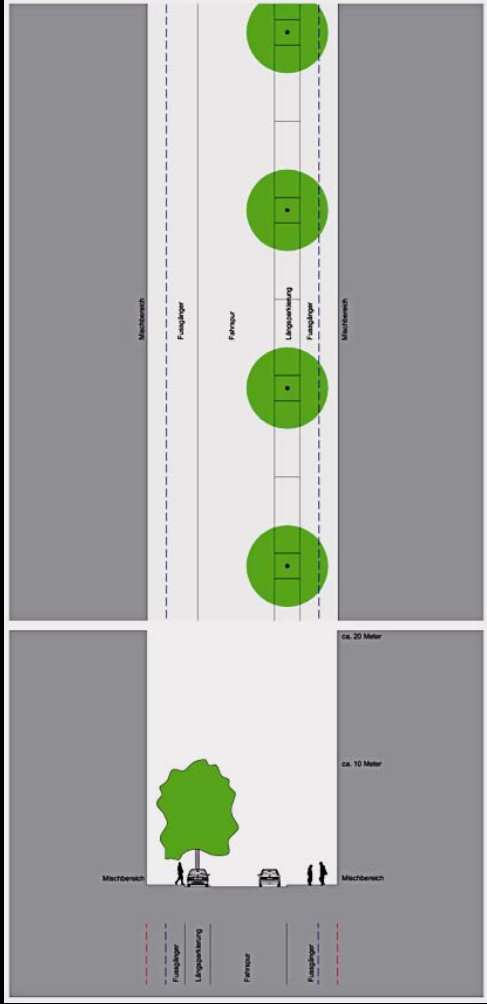 Mischbereich
Fussgänger
Fahrspur
Längsparkierung
Fussgänger
Mischbereich
ca. 20 Meter
ca. 10 Meter
Mischbereich
Mischbereich
Fussgänger
Längsparkierung
Fahrspur
Fussgänger